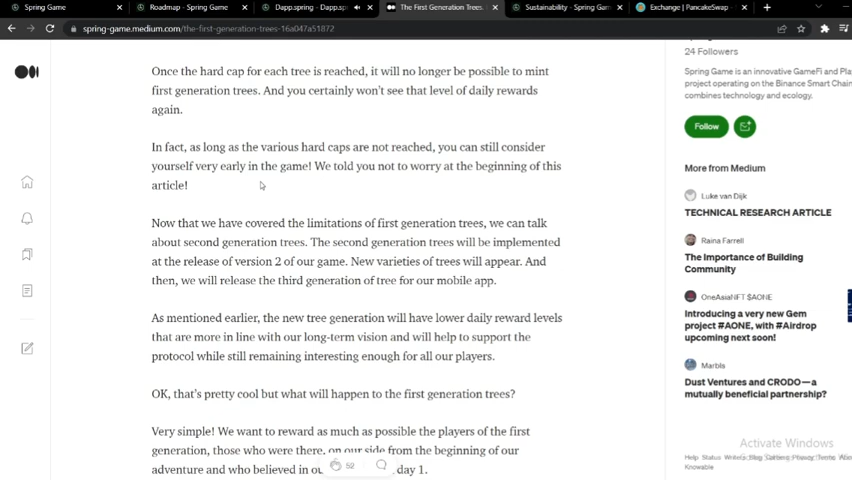 Spring Game
Roadmap - Spring Game
Dapp.spring - Dapp.spr
The First Generation Trees.
Sustainability - Spring Gam
Exchange | PancakeSwap
spring-game.medium.com/the-first-generation-trees-16a047a51872
Once the hard cap for each tree is reached, it will no longer be possible to mint
first generation trees. And you certainly won't see that level of daily rewards
again.
In fact, as long as the various hard caps are not reached, you can still consider
yourself very early in the game! We told you not to worry at the beginning of this
article!
Now that we have covered the limitations of first generation trees, we can talk
about second generation trees. The second generation trees will be implemented
at the release of version 2 of our game. New varieties of trees will appear. And
then, we will release the third generation of tree for our mobile app.
As mentioned earlier, the new tree generation will have lower daily reward levels
that are more in line with our long-term vision and will help to support the
protocol while still remaining interesting enough for all our players.
OK, that's pretty cool but what will happen to the first generation trees?
Very simple! We want to reward as much as possible the players of the first
generation, those who were there, on our side from the beginning of our
adventure and who believed in ou day 1.
52
24 Followers
Spring Game is an innovative GameFi and Pla
project operating on the Binance Smart Chain
combines technology and ecology.
Follow
More from Medium
Luke van Dijk
TECHNICAL RESEARCH ARTICLE
Raina Farrell
The Importance of Building
Community
OneAsiaNFT $AONE
Introducing a very new Gem
project #AONE, with #Airdrop
upcoming next soon!
Marbls
Dust Ventures and CRODO — a
mutually beneficial partnership?
Activate Windows
Help Status Writers Blog Careers Privacy Terms
Knowable